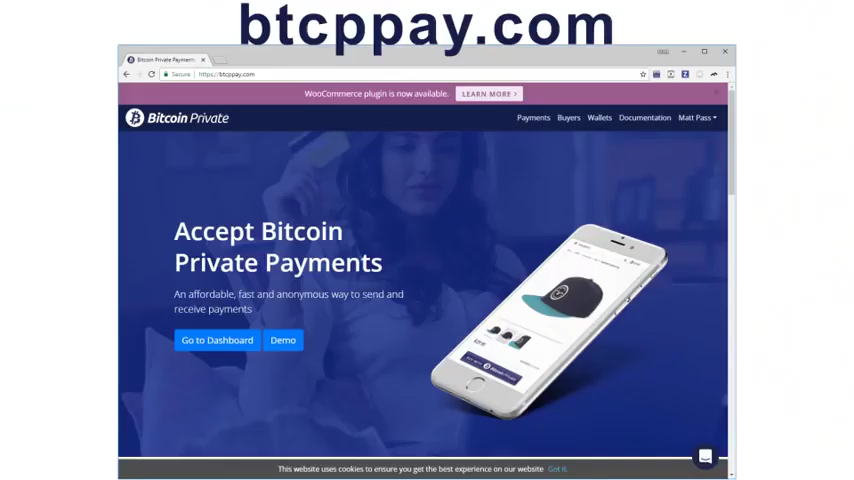 btcppay.com
Bitcoin Private Payments
Secure https://btcppay.com
WooCommerce plugin is now available. LEARN MORE >
Bitcoin Private
Payments Buyers Wallets Documentation Matt Pass
Accept Bitcoin
Private Payments
An affordable, fast and anonymous way to send and
receive payments
Go to Dashboard Demo
Bitcoin Private
This website uses cookies to ensure you get the best experience on our website Got it.